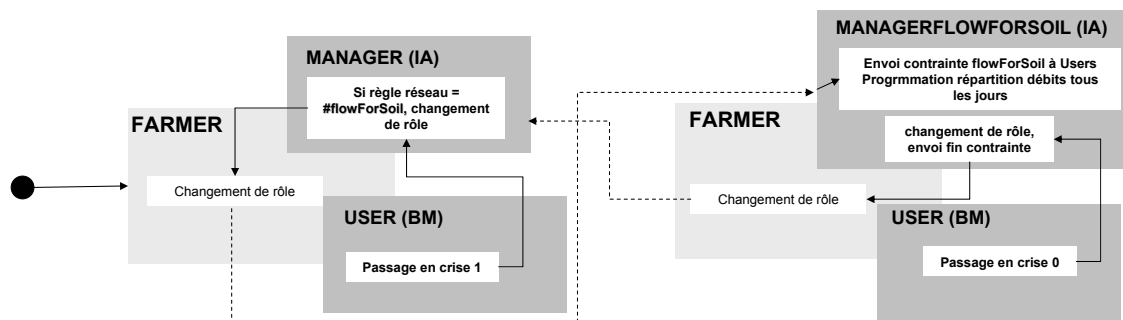 MANAGER (IA)
Si règle réseau =
#flowForSoil, changement
de rôle
FARMER
Changement de rôle
USER (BM)
Passage en crise 1
MANAGERFLOWFORSOIL (IA)
Envoi contrainte flowForSoil à Users
Progrmmation répartition débits tous
les jours
FARMER
changement de rôle,
envoi fin contrainte
Changement de rôle
USER (BM)
Passage en crise 0